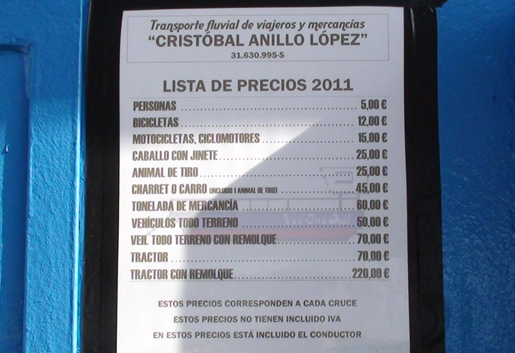 Transporte fluvial de viajeros y mercancías
“CRISTÓBAL ANILLO LÓPEZ”
31.630.995-S
LISTA DE PRECIOS 2011
PERSONAS 5,00 €
BICICLETAS 12,00 €
MOTOCICLETAS, CICLOMOTORES 15,00 €
CABALLO CON JINETE 25,00 €
ANIMAL DE TIRO 25,00 €
CHARRET O CARRO (INCLUIDO 1 ANIMAL DE TIRO) 45,00 €
TONELADA DE MERCANCÍA 60,00 €
VEHÍCULOS TODO TERRENO 50,00 €
VEIL TODO TERRENO CON REMOLQUE 70,00 €
TRACTOR 70,00 €
TRACTOR CON REMOLQUE 220,00 €
ESTOS PRECIOS CORRESPONDEN A CADA CRUCE
ESTOS PRECIOS NO TIENEN INCLUIDO IVA
EN ESTOS PRECIOS ESTÁ INCLUIDO EL CONDUCTOR